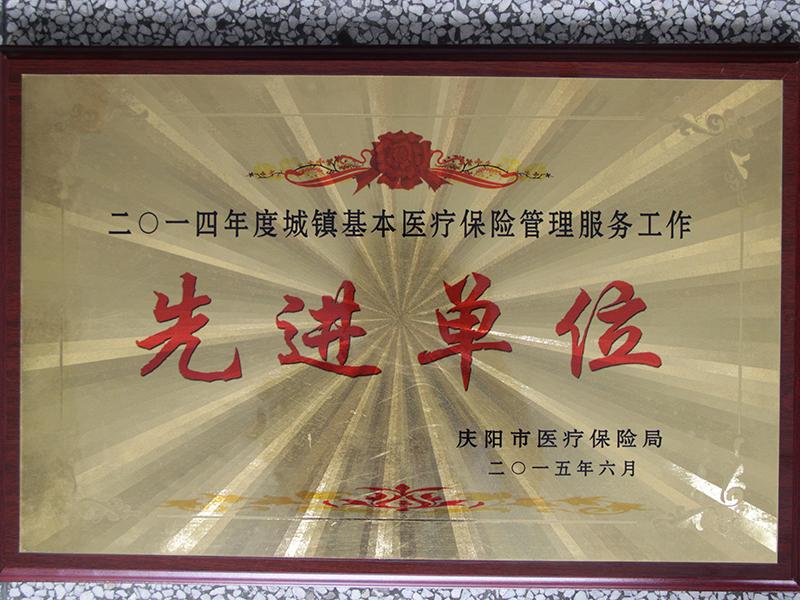 二〇一四年度城镇基本医疗保险管理服务工作
先进单位
庆阳市医疗保险局
二〇一五年六月